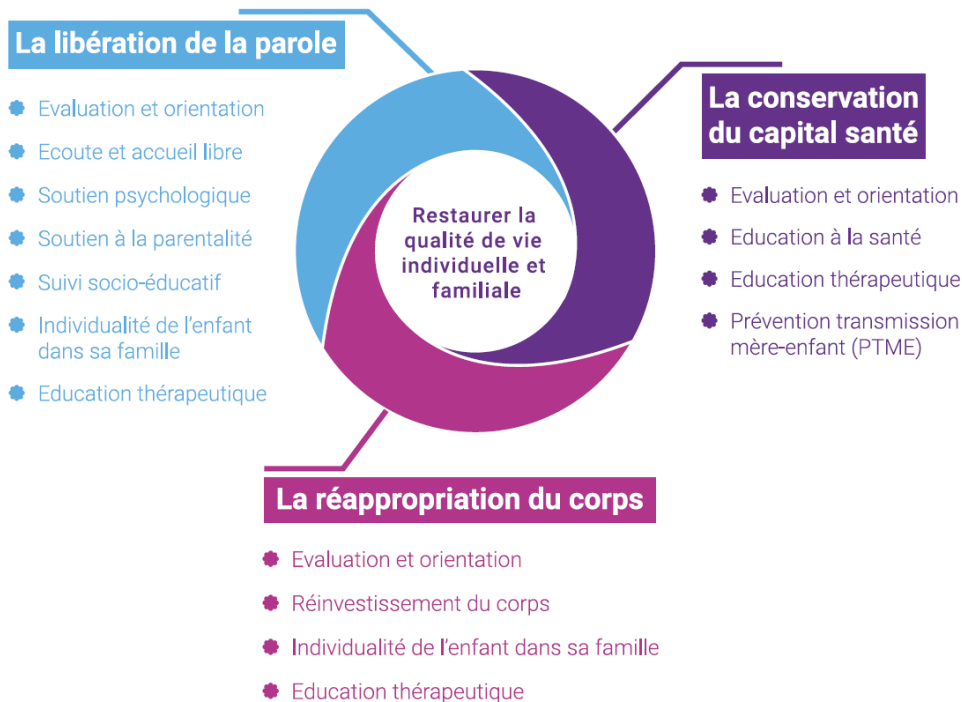 La libération de la parole
Evaluation et orientation
Ecoute et accueil libre
Soutien psychologique
Soutien à la parentalité
Suivi socio-éducatif
Individualité de l’enfant
dans sa famille
Education thérapeutique
Restaurer la
qualité de vie
individuelle et
familiale
La conservation
du capital santé
Evaluation et orientation
Education à la santé
Education thérapeutique
Prévention transmission
mère-enfant (PTME)
La réappropriation du corps
Evaluation et orientation
Réinvestissement du corps
Individualité de l’enfant dans sa famille
Education thérapeutique